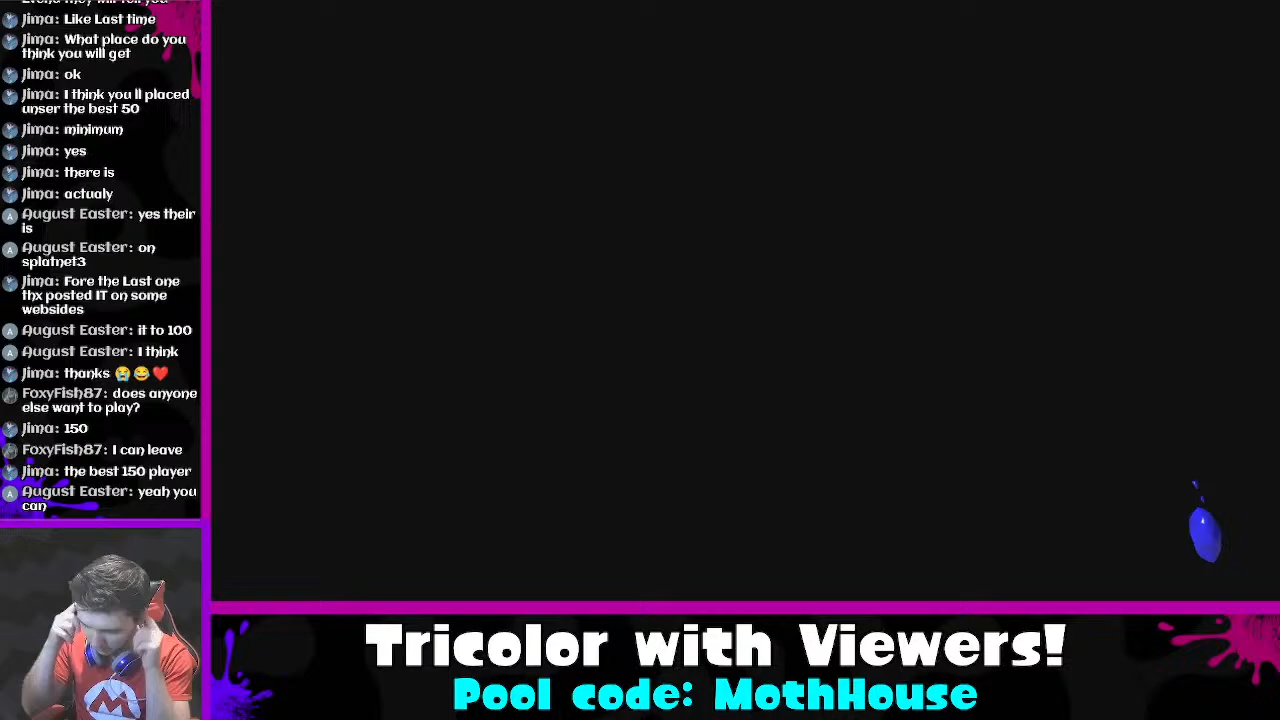 Jima: Like Last time
Jima: What place do you
think you will get
Jima: ok
Jima: I think you ll placed
unser the best 50
Jima: minimum
Jima: yes
Jima: there is
Jima: actualy
August Easter: yes their
is
August Easter: on
splatnet3
Jima: Fore the Last one
thx posted IT on some
websides
August Easter: it to 100
August Easter: I think
Jima: thanks 😭😂❤️
FoxyFish87: does anyone
else want to play?
Jima: 150
FoxyFish87: I can leave
Jima: the best 150 player
August Easter: yeah you
can
Tricolor with Viewers!
Pool code: MothHouse